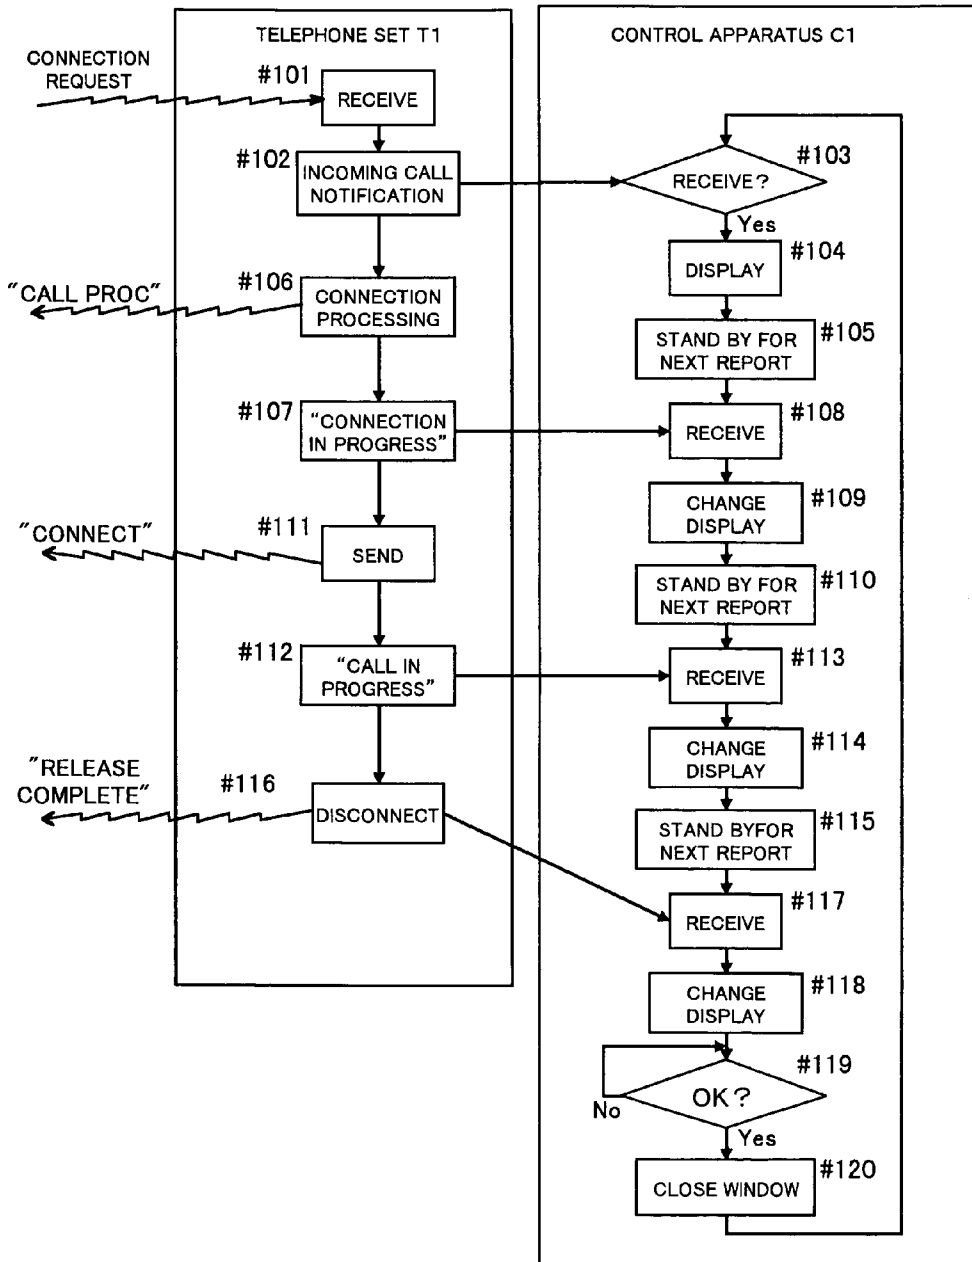 TELEPHONE SET T1
CONTROL APPARATUS C1
CONNECTION
REQUEST
#101
RECEIVE
#102
INCOMING CALL
NOTIFICATION
#103
RECEIVE?
Yes
#104
DISPLAY
#105
STAND BY FOR
NEXT REPORT
"CALL PROC"
#106
CONNECTION
PROCESSING
#107
"CONNECTION
IN PROGRESS"
#108
RECEIVE
#109
CHANGE
DISPLAY
#110
STAND BY FOR
NEXT REPORT
"CONNECT"
#111
SEND
#112
"CALL IN
PROGRESS"
#113
RECEIVE
#114
CHANGE
DISPLAY
#115
STAND BYFOR
NEXT REPORT
"RELEASE
COMPLETE"
#116
DISCONNECT
#117
RECEIVE
#118
CHANGE
DISPLAY
#119
OK?
No
Yes
#120
CLOSE WINDOW